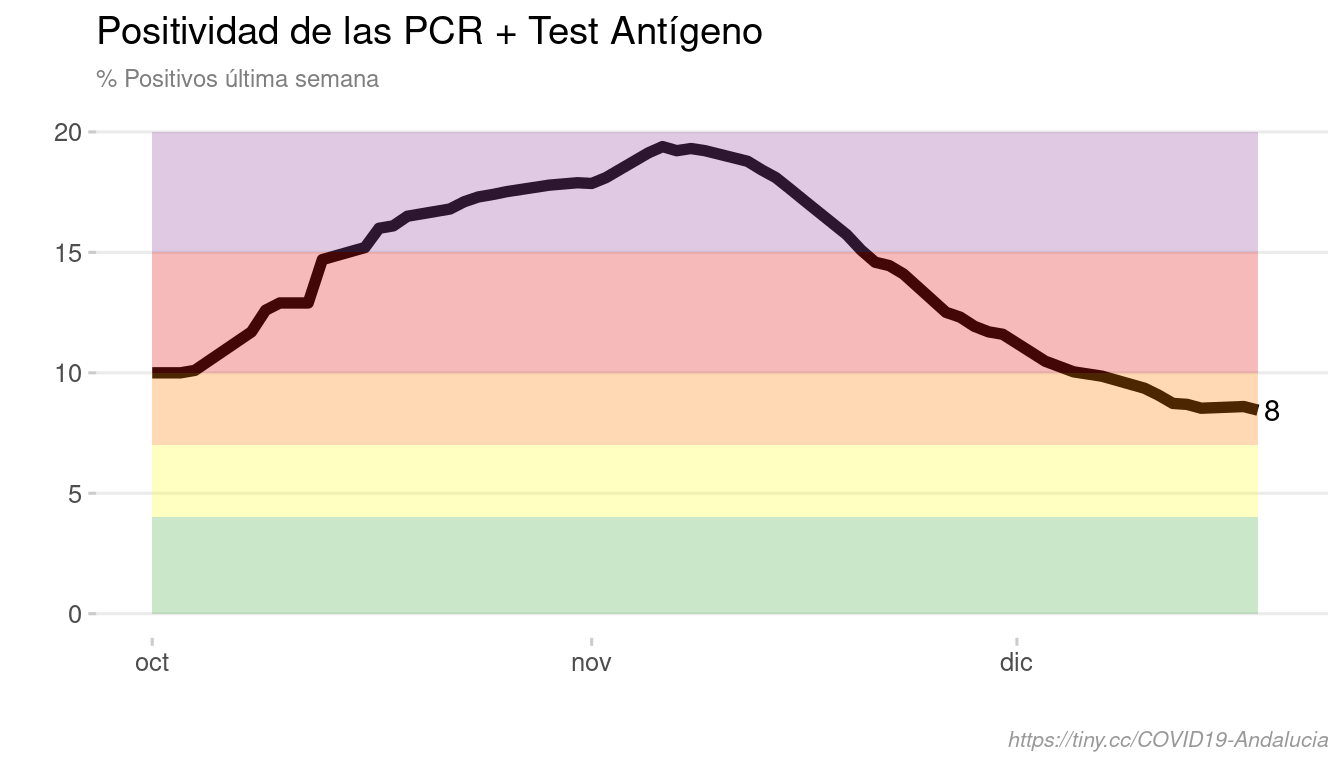 Positividad de las PCR + Test Antígeno
% Positivos última semana
20
15
10
5
0
8
oct nov dic
https://tiny.cc/COVID19-Andalucia